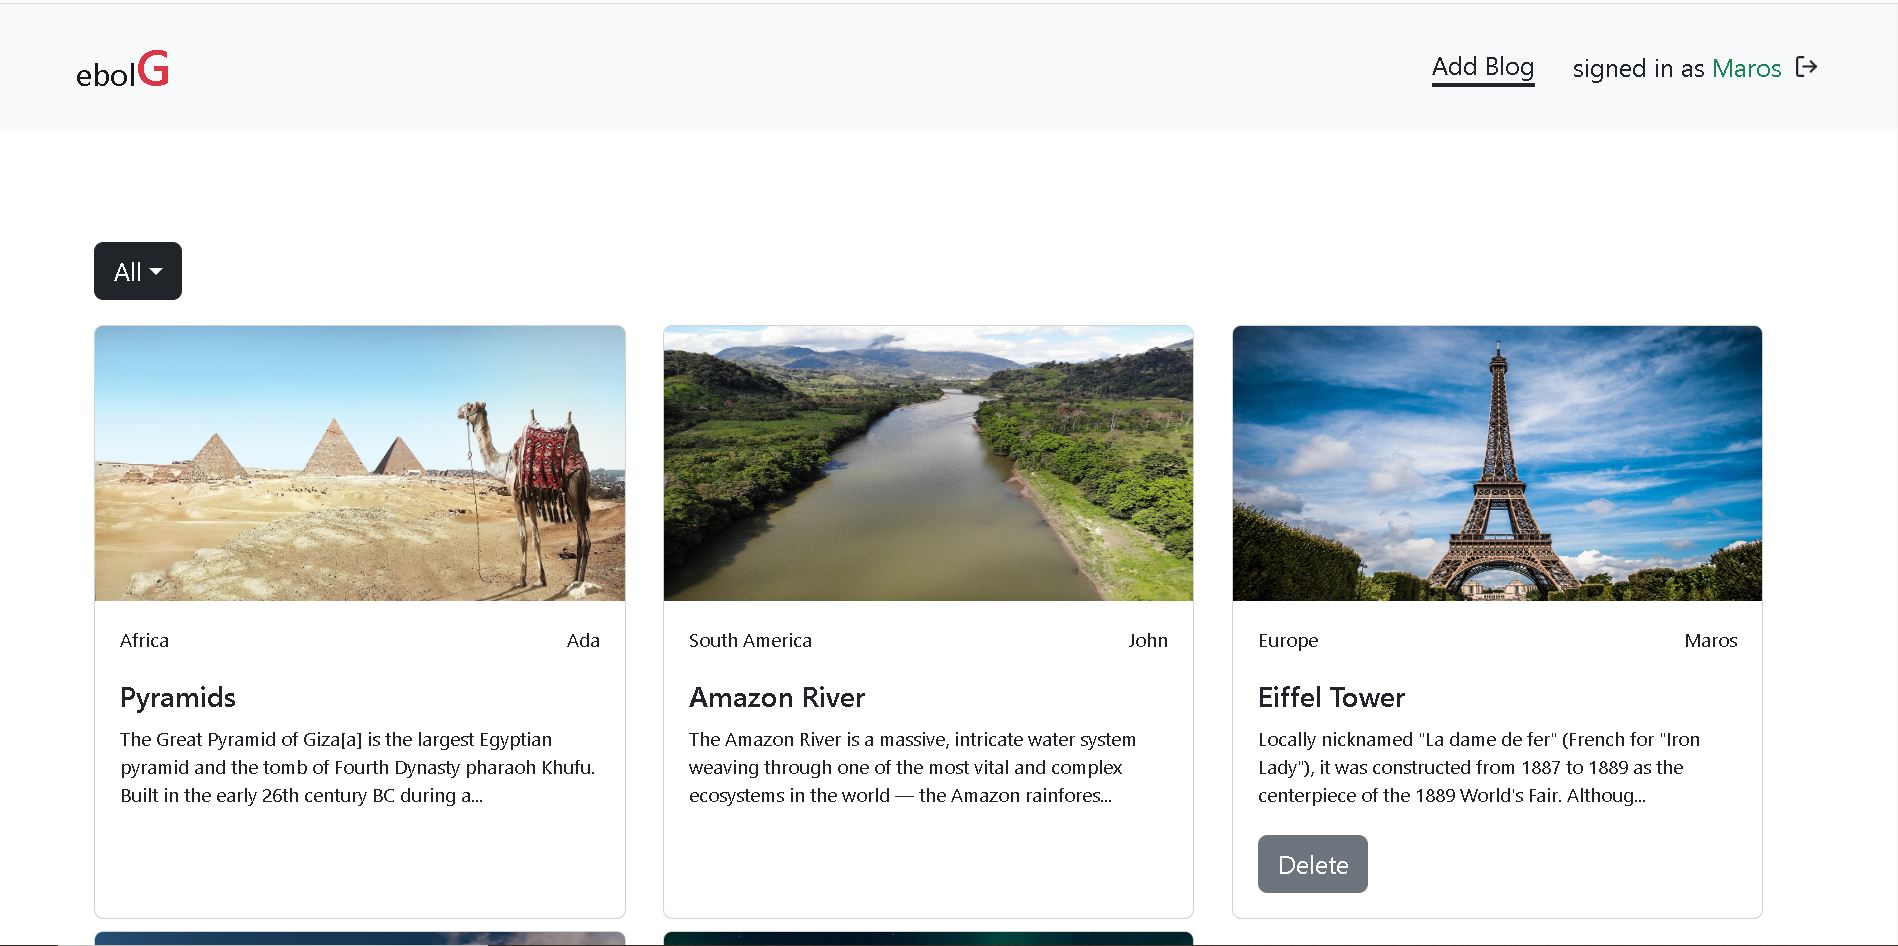 ebolG
Add Blog
signed in as Maros
All
Africa
Ada
Pyramids
The Great Pyramid of Giza[a] is the largest Egyptian
pyramid and the tomb of Fourth Dynasty pharaoh Khufu.
Built in the early 26th century BC during a...
South America
John
Amazon River
The Amazon River is a massive, intricate water system
weaving through one of the most vital and complex
ecosystems in the world — the Amazon rainfores...
Europe
Maros
Eiffel Tower
Locally nicknamed "La dame de fer" (French for "Iron
Lady"), it was constructed from 1887 to 1889 as the
centerpiece of the 1889 World's Fair. Althoug...
Delete